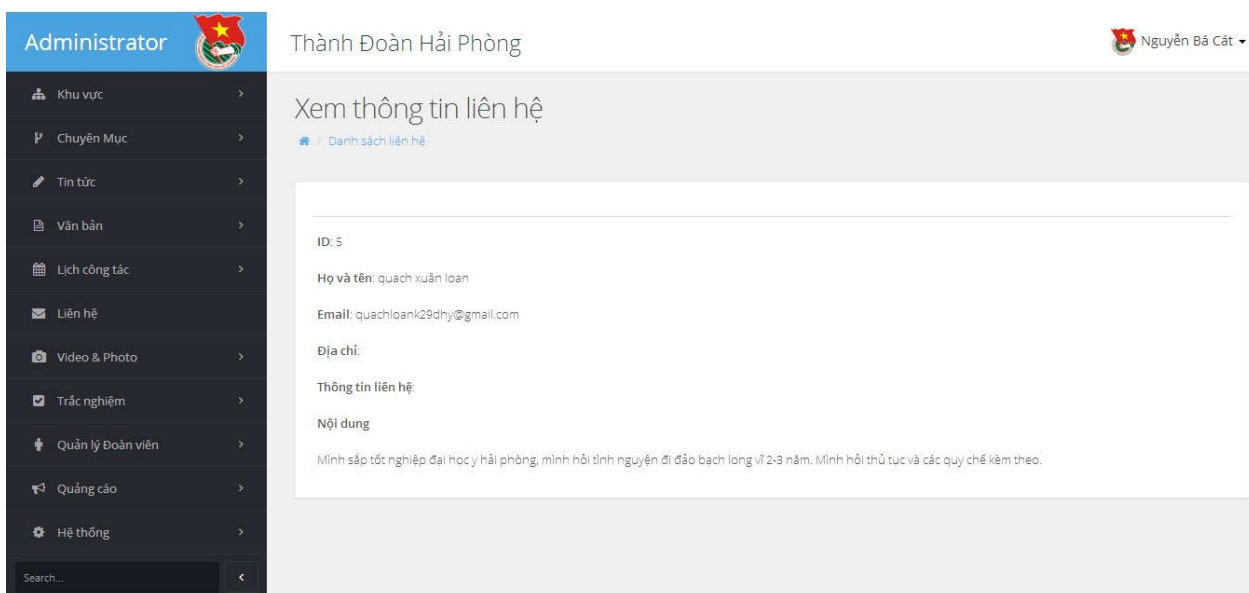 Administrator
Thành Đoàn Hải Phòng
Nguyễn Bá Cát
Khu vực
Chuyên Mục
Tin tức
Văn bản
Lịch công tác
Liên hệ
Video & Photo
Trắc nghiệm
Quản lý Đoàn viên
Quảng cáo
Hệ thống
Search...
Xem thông tin liên hệ
/ Danh sách liên hệ
ID: 5
Họ và tên: quach xuân loan
Email: quachloank29dhy@gmail.com
Địa chỉ:
Thông tin liên hệ:
Nội dung
Mình sắp tốt nghiệp đại học y hải phòng, mình hỏi tình nguyện đi đảo bạch long vĩ 2-3 năm. Mình hỏi thủ tục và các quy chế kèm theo.